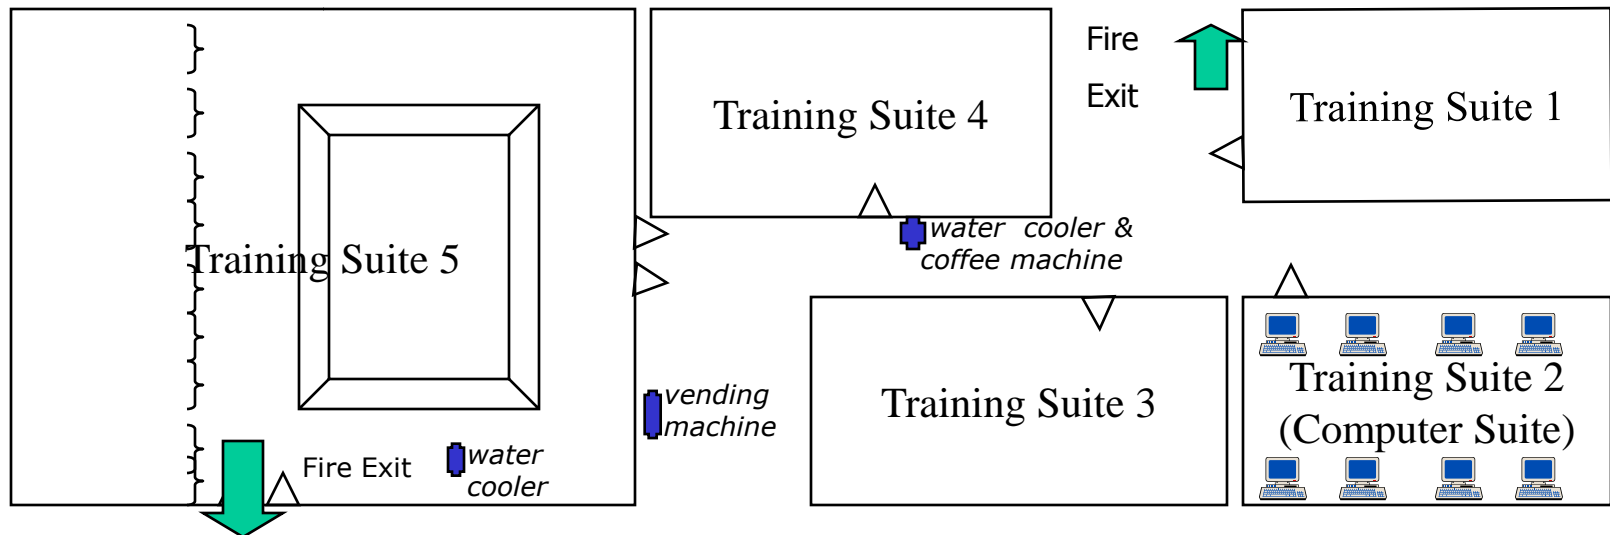 Fire
Exit
Training Suite 4
Training Suite 1
water cooler &
coffee machine
Training Suite 5
vending
machine
Training Suite 3
Training Suite 2
(Computer Suite)
Fire Exit
water
cooler